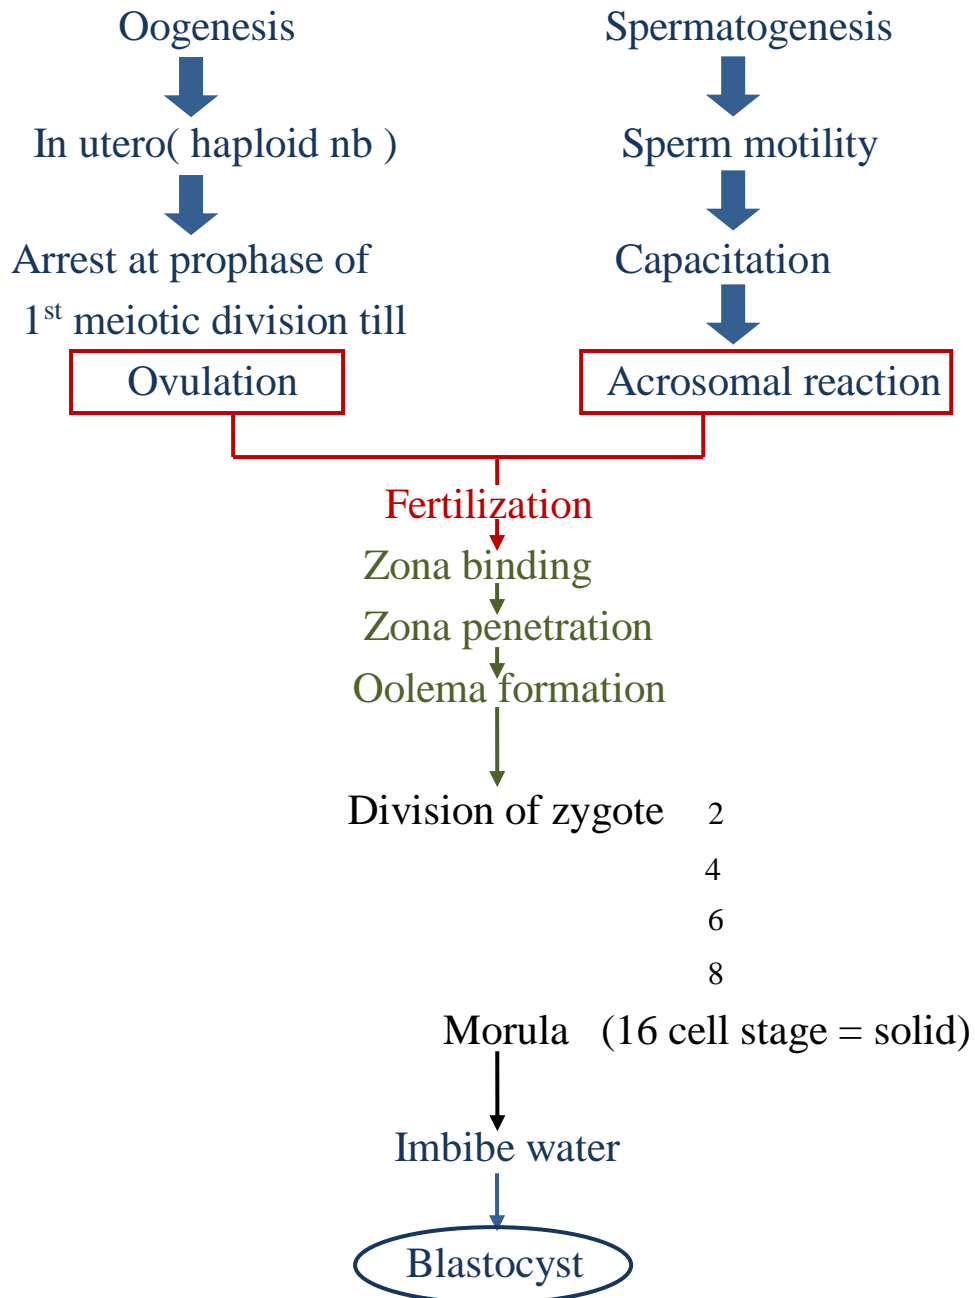 Oogenesis
Spermatogenesis
In utero( haploid nb )
Sperm motility
Arrest at prophase of
Capacitation
1st meiotic division till
Ovulation
Acrosomal reaction
Fertilization
Zona binding
Zona penetration
Oolema formation
Division of zygote 2
4
6
8
Morula (16 cell stage = solid)
Imbibe water
Blastocyst